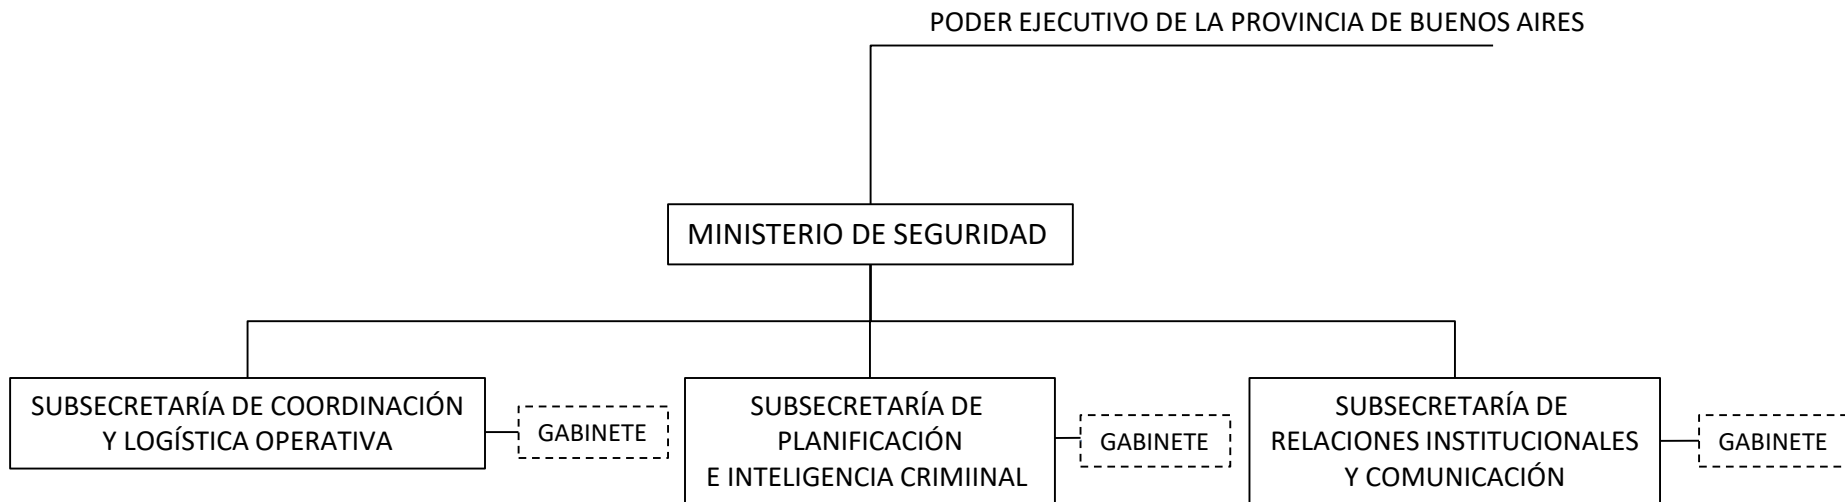 PODER EJECUTIVO DE LA PROVINCIA DE BUENOS AIRES
MINISTERIO DE SEGURIDAD
SUBSECRETARÍA DE COORDINACIÓN
Y LOGÍSTICA OPERATIVA
GABINETE
SUBSECRETARÍA DE
PLANIFICACIÓN
E INTELIGENCIA CRIMIINAL
GABINETE
SUBSECRETARÍA DE
RELACIONES INSTITUCIONALES
Y COMUNICACIÓN
GABINETE